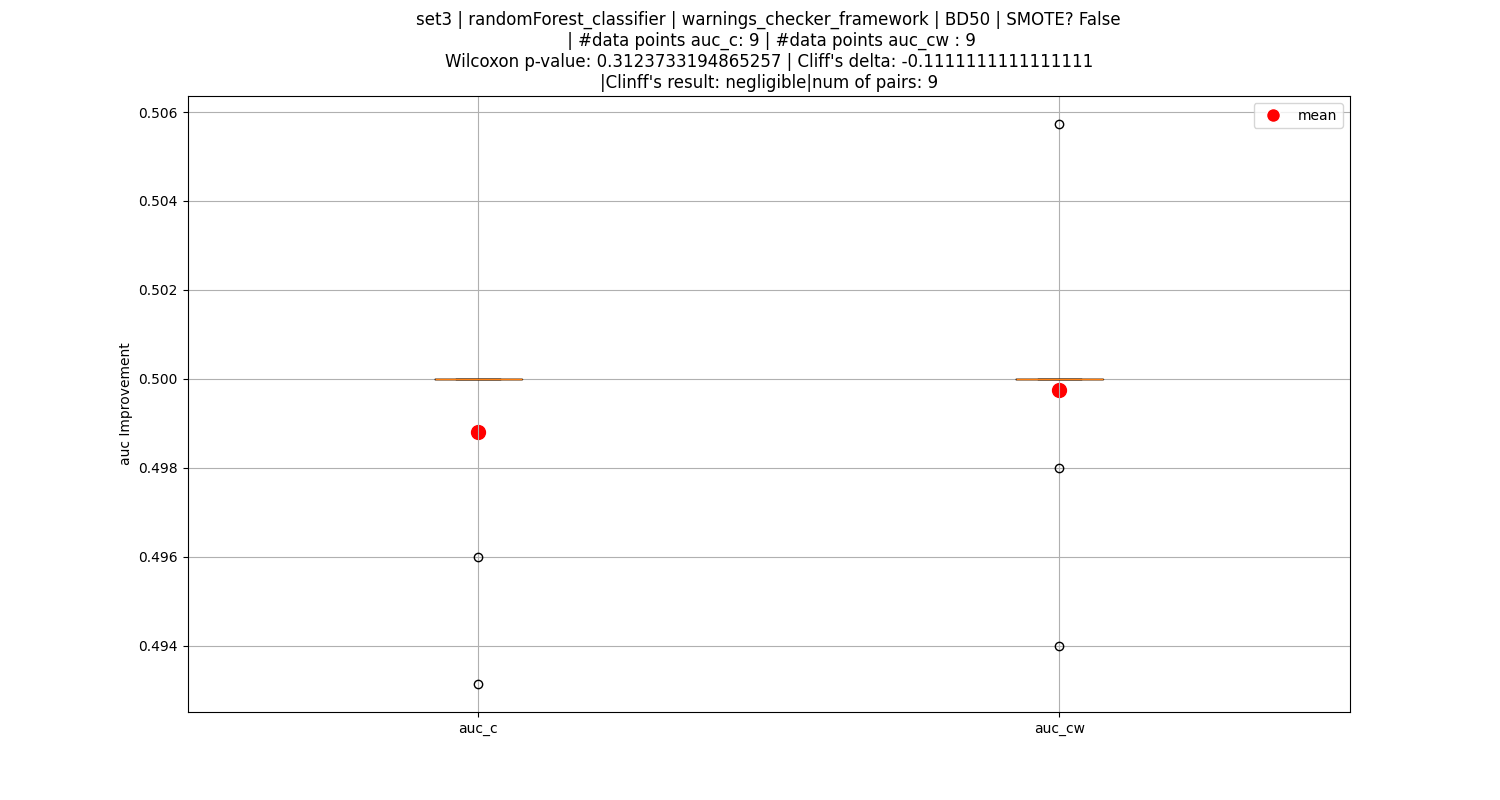 set3 | randomForest_classifier | warnings_checker_framework | BD50 | SMOTE? False
| #data points auc_c: 9 | #data points auc_cw : 9
Wilcoxon p-value: 0.3123733194865257 | Cliff's delta: -0.1111111111111111
|Clinff's result: negligible|num of pairs: 9
mean
0.506
0.504
0.502
0.500
0.498
0.496
0.494
auc Improvement
auc_c
auc_cw